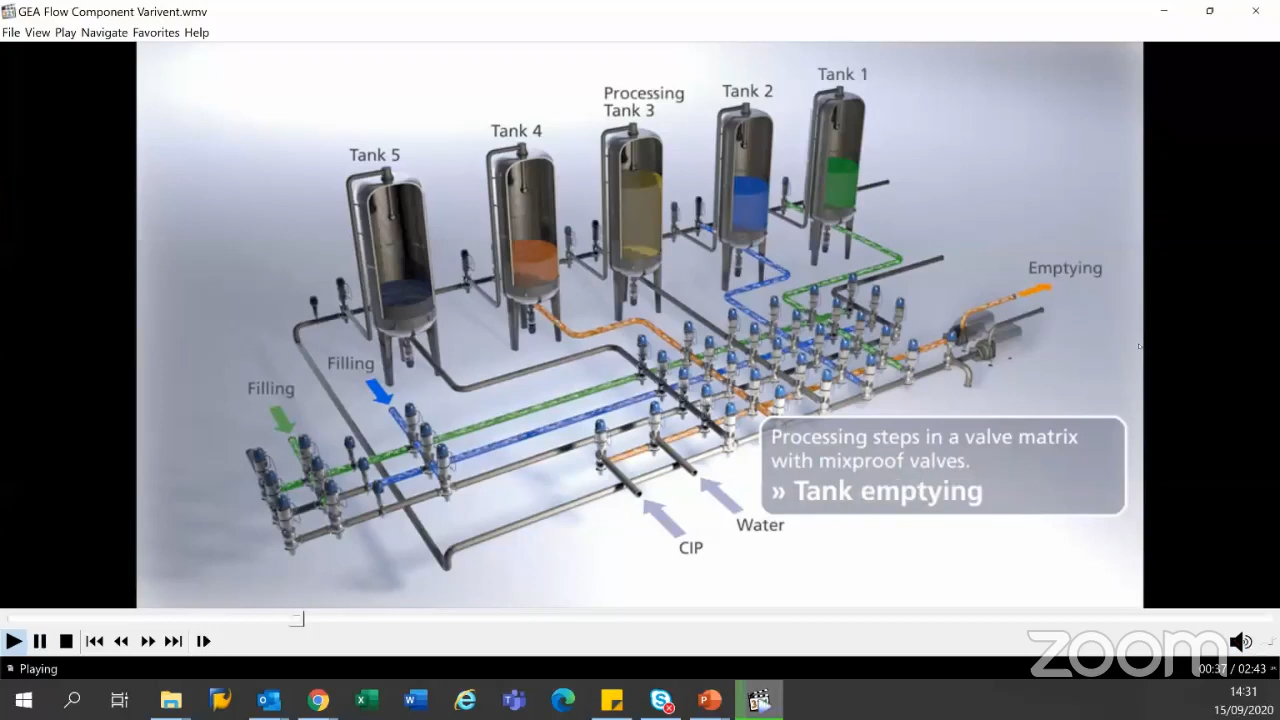 GEA Flow Component Varivent.wmv
File View Play Navigate Favorites Help
Tank 1
Tank 2
Processing
Tank 3
Tank 4
Tank 5
Emptying
Filling
Filling
Processing steps in a valve matrix
with mixproof valves.
» Tank emptying
Water
CIP
zoom
Playing
00:37 / 02:43
14:31
15/09/2020